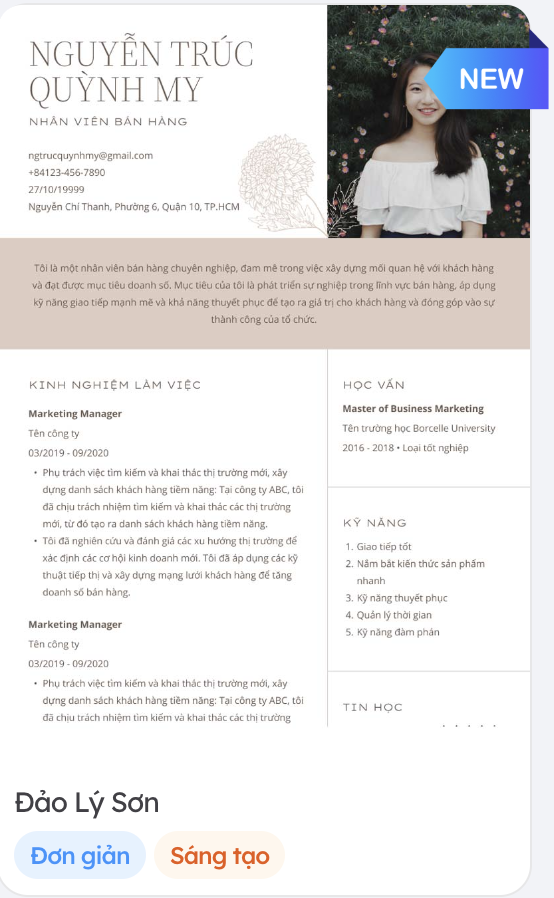 NGUYỄN TRÚC
QUỲNH MY
NHÂN VIÊN BÁN HÀNG
NEW
ngtrucquynhmy@gmail.com
+84123-456-7890
27/10/19999
Nguyễn Chí Thanh, Phường 6, Quận 10, TP.HCM
Tôi là một nhân viên bán hàng chuyên nghiệp, đam mê trong việc xây dựng mối quan hệ với khách hàng
và đạt được mục tiêu doanh số. Mục tiêu của tôi là phát triển sự nghiệp trong lĩnh vực bán hàng, áp dụng
kỹ năng giao tiếp mạnh mẽ và khả năng thuyết phục để tạo ra giá trị cho khách hàng và đóng góp vào sự
thành công của tổ chức.
KINH NGHIỆM LÀM VIỆC
Marketing Manager
Tên công ty
03/2019 - 09/2020
• Phụ trách việc tìm kiếm và khai thác thị trường mới, xây
dựng danh sách khách hàng tiềm năng: Tại công ty ABC, tôi
đã chịu trách nhiệm tìm kiếm và khai thác các thị trường
mới, từ đó tạo ra danh sách khách hàng tiềm năng.
• Tôi đã nghiên cứu và đánh giá các xu hướng thị trường để
xác định các cơ hội kinh doanh mới. Tôi đã áp dụng các kỹ
thuật tiếp thị và xây dựng mạng lưới khách hàng để tăng
doanh số bán hàng.
Marketing Manager
Tên công ty
03/2019 - 09/2020
• Phụ trách việc tìm kiếm và khai thác thị trường mới, xây
dựng danh sách khách hàng tiềm năng: Tại công ty ABC, tôi
đã chịu trách nhiệm tìm kiếm và khai thác các thị trường
HỌC VẤN
Master of Business Marketing
Tên trường học Borcelle University
2016 - 2018 • Loại tốt nghiệp
KỸ NĂNG
1. Giao tiếp tốt
2. Nắm bắt kiến thức sản phẩm
nhanh
3. Kỹ năng thuyết phục
4. Quản lý thời gian
5. Kỹ năng đàm phán
TIN HỌC
Đảo Lý Sơn
Đơn giản
Sáng tạo